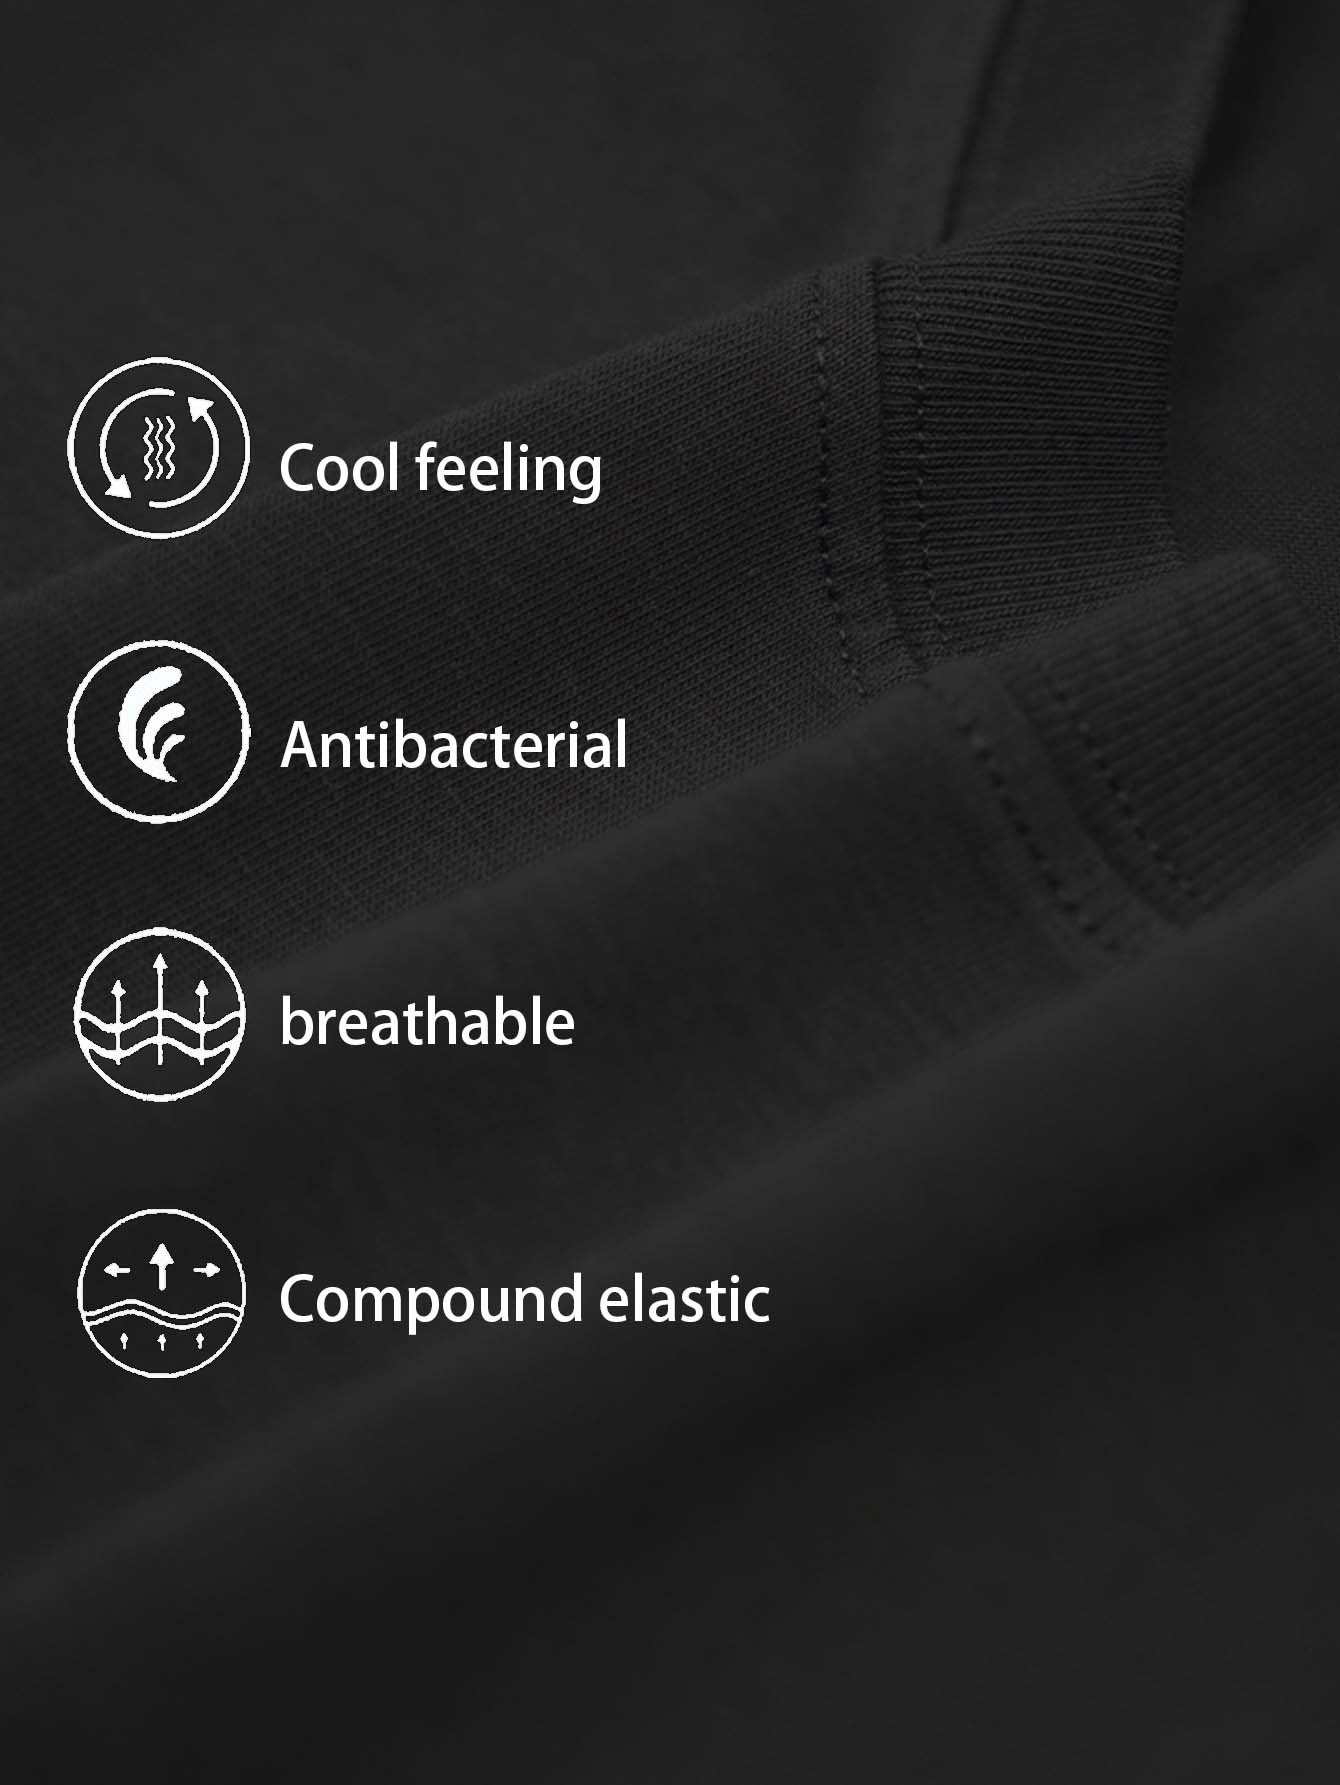 Cool feeling
Antibacterial
breathable
Compound elastic